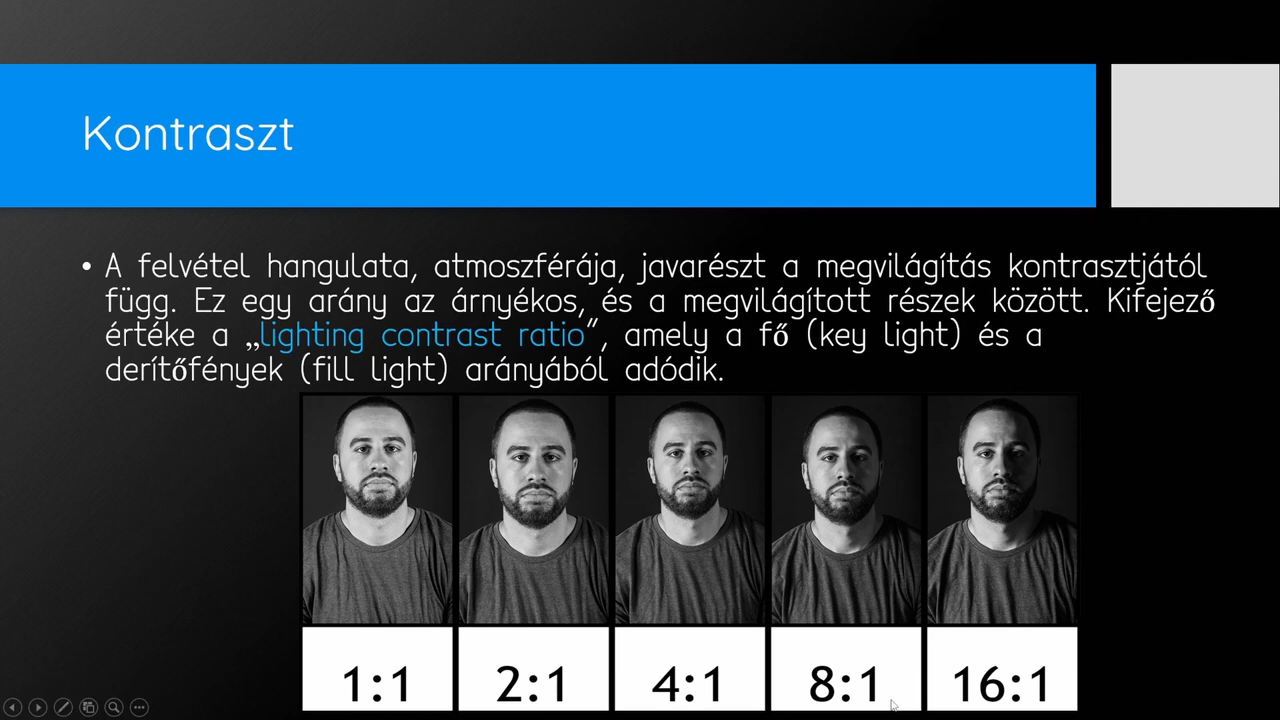 Kontraszt
• A felvétel hangulata, atmoszférája, javarészt a megvilágítás kontrasztjától
függ. Ez egy arány az árnyékos, és a megvilágított részek között. Kifejező
értéke a „lighting contrast ratio”, amely a fő (key light) és a
derítőfények (fill light) arányából adódik.
1:1 2:1 4:1 8:1 16:1